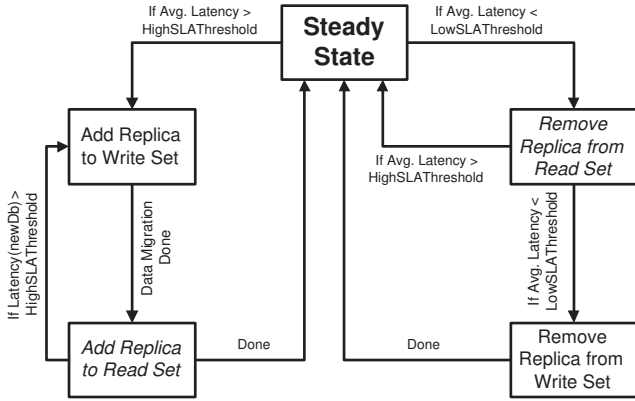 If Avg. Latency >
HighSLAThreshold
Steady
State
If Avg. Latency <
LowSLAThreshold
Add Replica
to Write Set
If Avg. Latency >
HighSLAThreshold
Remove
Replica from
Read Set
If Latency(newDb) >
HighSLAThreshold
Data Migration
Done
If Avg. Latency <
LowSLAThreshold
Add Replica
to Read Set
Done
Done
Remove
Replica from
Write Set